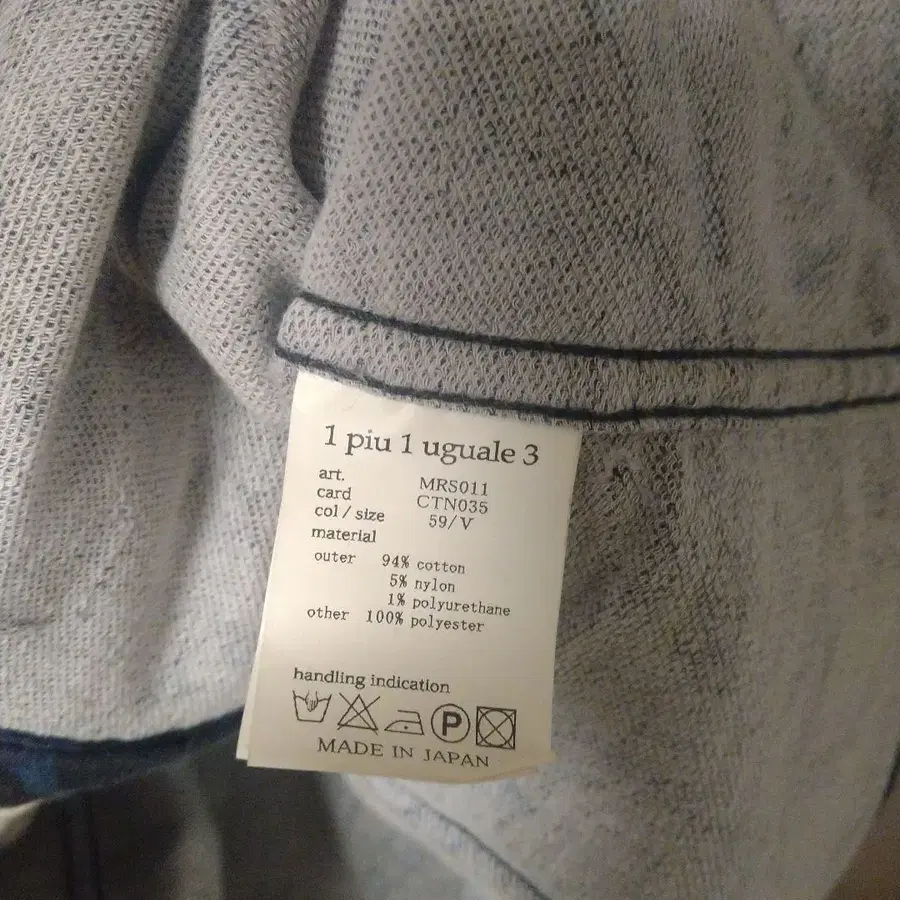 1 piu 1 uguale 3
art. MRS011
card CTN035
col / size 59/V
material
outer 94% cotton
5% nylon
1% polyurethane
other 100% polyester
handling indication
P
MADE IN JAPAN